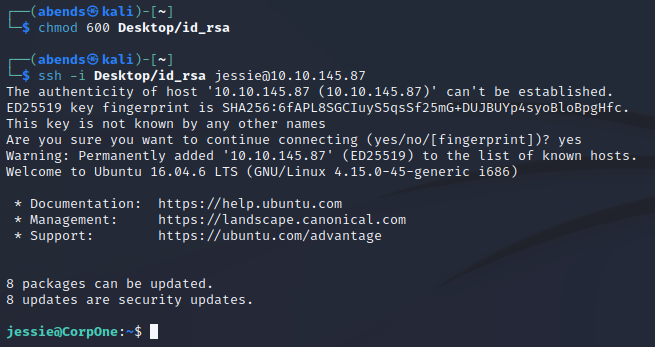 ┌──(abends㉿kali)-[~]
└─$ chmod 600 Desktop/id_rsa
┌──(abends㉿kali)-[~]
└─$ ssh -i Desktop/id_rsa jessie@10.10.145.87
The authenticity of host '10.10.145.87 (10.10.145.87)' can't be established.
ED25519 key fingerprint is SHA256:6fAPL8SGCIuyS5qsSf25mG+DUJBUYp4syoBloBpgHfc.
This key is not known by any other names
Are you sure you want to continue connecting (yes/no/[fingerprint])? yes
Warning: Permanently added '10.10.145.87' (ED25519) to the list of known hosts.
Welcome to Ubuntu 16.04.6 LTS (GNU/Linux 4.15.0-45-generic i686)
* Documentation:  https://help.ubuntu.com
* Management:     https://landscape.canonical.com
* Support:        https://ubuntu.com/advantage
8 packages can be updated.
8 updates are security updates.
jessie@CorpOne:~$